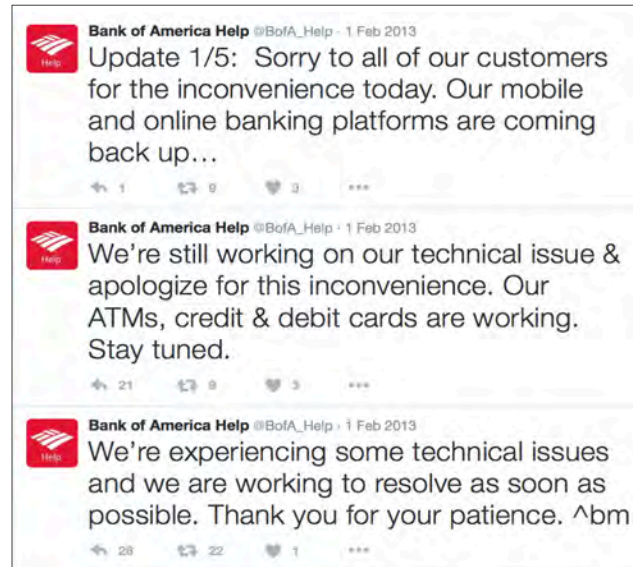 Bank of America Help @BofA_Help · 1 Feb 2013
Help
Update 1/5: Sorry to all of our customers
for the inconvenience today. Our mobile
and online banking platforms are coming
back up…
1 9 3 •••
Bank of America Help @BofA_Help · 1 Feb 2013
Help
We're still working on our technical issue &
apologize for this inconvenience. Our
ATMs, credit & debit cards are working.
Stay tuned.
21 9 3 •••
Bank of America Help @BofA_Help · 1 Feb 2013
Help
We're experiencing some technical issues
and we are working to resolve as soon as
possible. Thank you for your patience. ^bm
28 22 1 •••